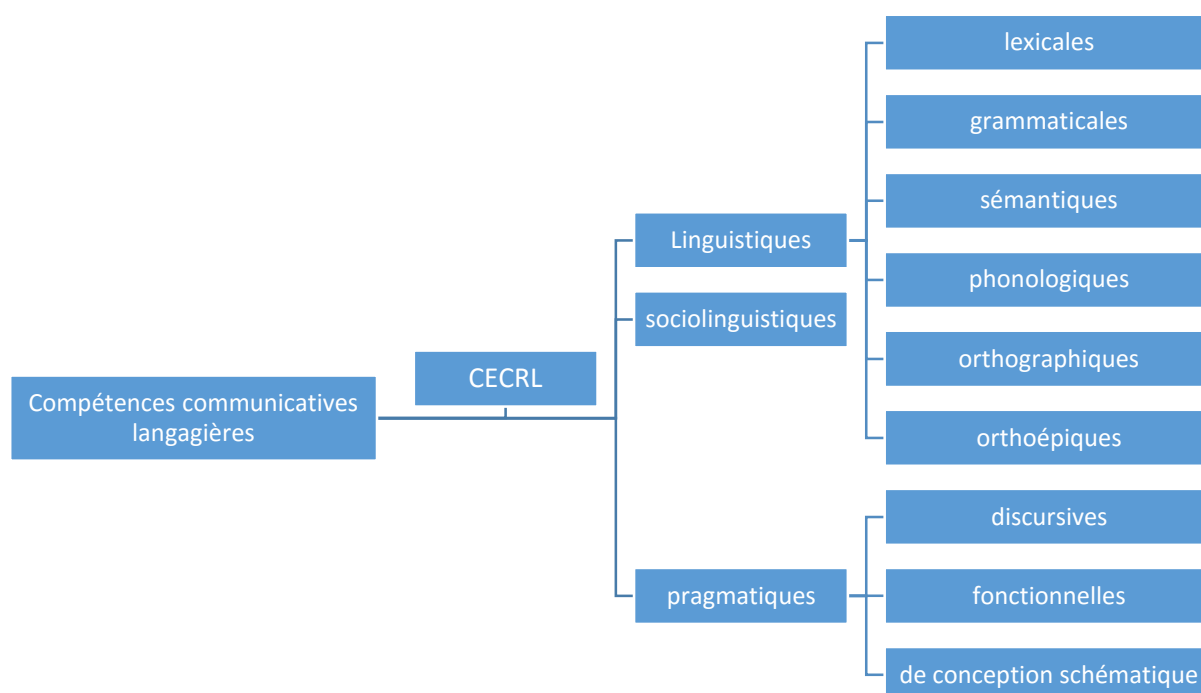 Compétences communicatives
langagières
CECRL
Linguistiques
sociolinguistiques
pragmatiques
lexicales
grammaticales
sémantiques
phonologiques
orthographiques
orthoépiques
discursives
fonctionnelles
de conception schématique